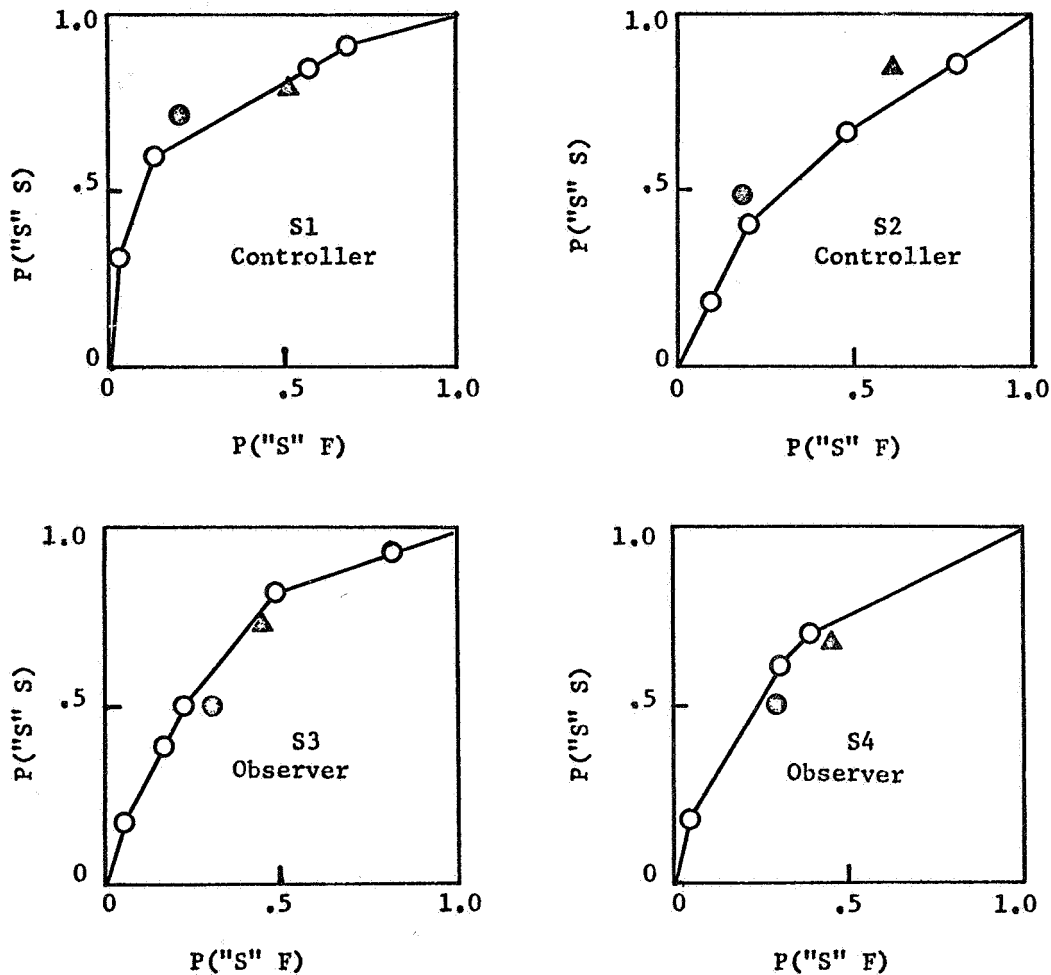 1.0
P("S" S)
.5
S1
Controller
0
0 .5 1.0
P("S" F)
1.0
P("S" S)
.5
S2
Controller
0
0 .5 1.0
P("S" F)
1.0
P("S" S)
.5
S3
Observer
0
0 .5 1.0
P("S" F)
1.0
P("S" S)
.5
S4
Observer
0
0 .5 1.0
P("S" F)